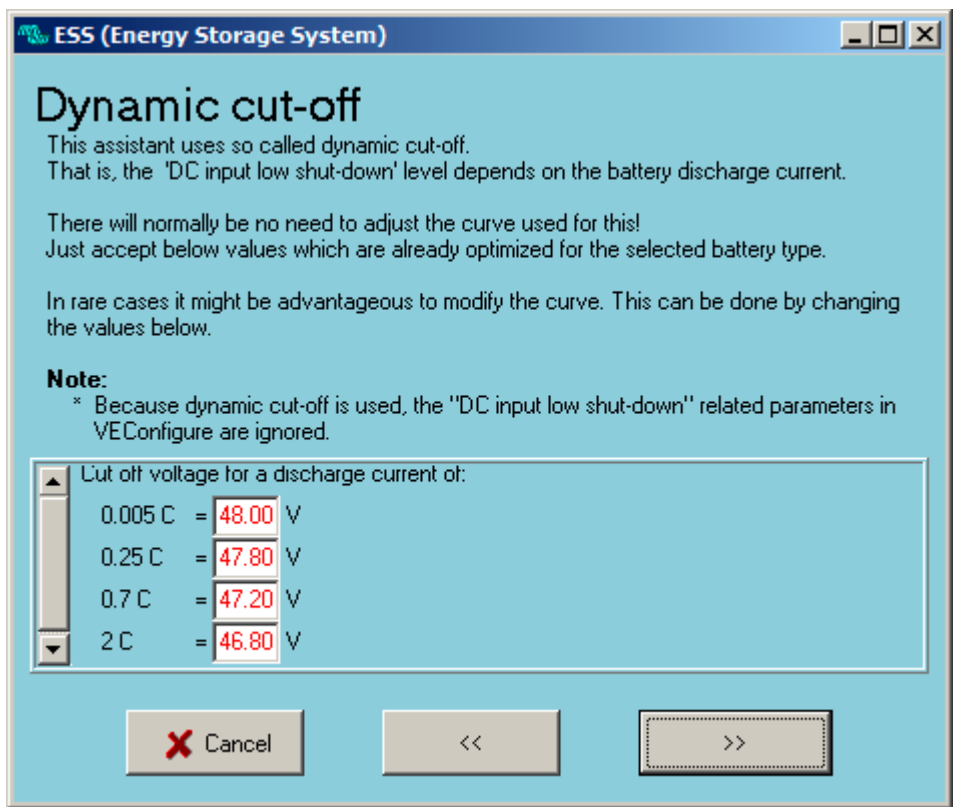 ESS (Energy Storage System)
Dynamic cut-off
This assistant uses so called dynamic cut-off.
That is, the 'DC input low shut-down' level depends on the battery discharge current.
There will normally be no need to adjust the curve used for this!
Just accept below values which are already optimized for the selected battery type.
In rare cases it might be advantageous to modify the curve. This can be done by changing
the values below.
Note:
* Because dynamic cut-off is used, the "DC input low shut-down" related parameters in
VEConfigure are ignored.
Cut off voltage for a discharge current of:
0.005 C = 48.00 V
0.25 C = 47.80 V
0.7 C = 47.20 V
2 C = 46.80 V
Cancel << >>